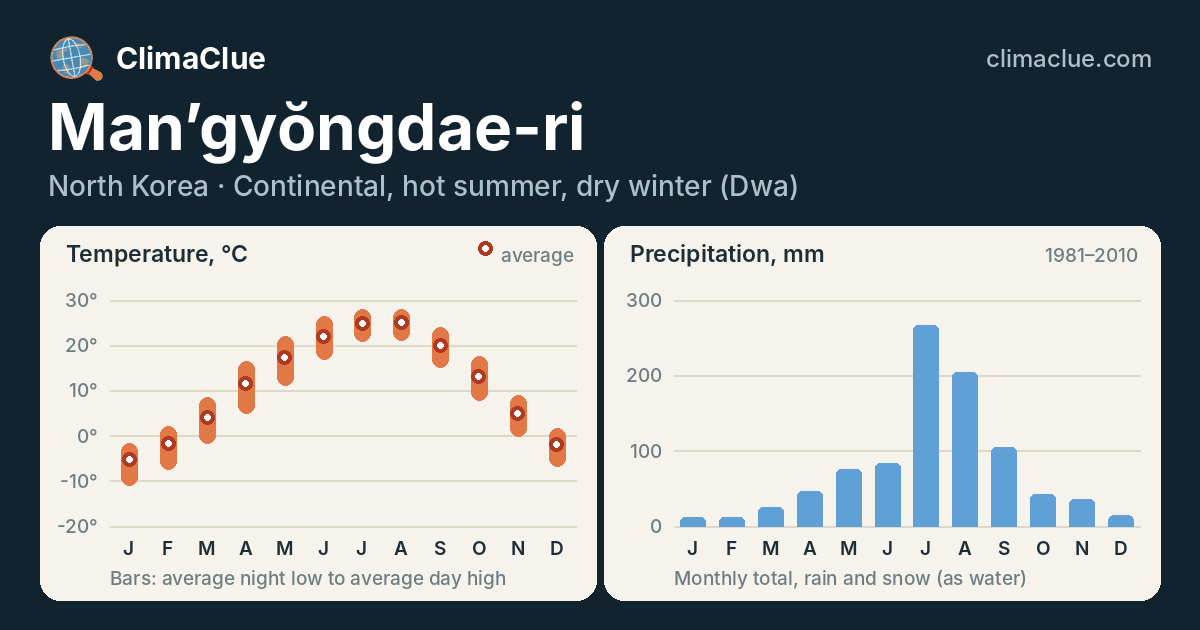 ClimaClue
climaclue.com
Man’gyŏngdae-ri
North Korea · Continental, hot summer, dry winter (Dwa)
Temperature, °C
average
30°
20°
10°
0°
-10°
-20°
J F M A M J J A S O N D
Bars: average night low to average day high
Precipitation, mm
1981–2010
300
200
100
0
J F M A M J J A S O N D
Monthly total, rain and snow (as water)